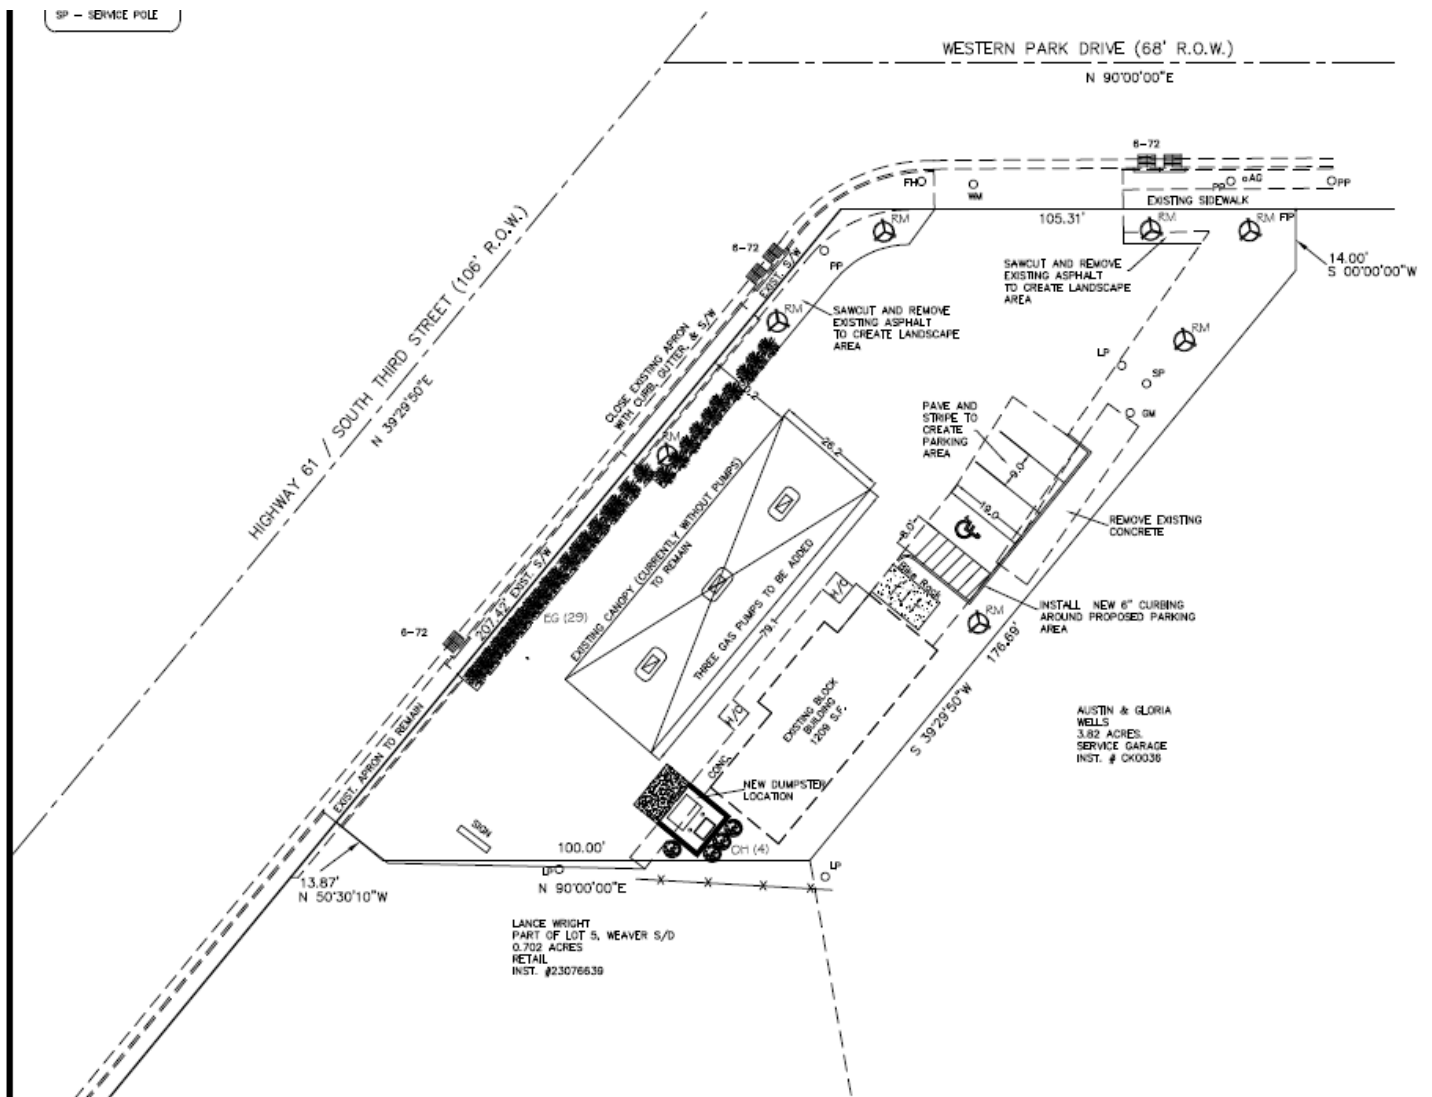 SP - SERVICE POLE
WESTERN PARK DRIVE (68' R.O.W.)
N 90°00'00"E
HIGHWAY 61 / SOUTH THIRD STREET (106' R.O.W.)
N 39°29'50"E
6-72
FH
WM
PP
AG
PP
EXISTING SIDEWALK
105.31'
RM
RM
RM
FIP
14.00'
S 00°00'00"W
6-72
EXIST. S/W
PP
SAWCUT AND REMOVE
EXISTING ASPHALT
TO CREATE LANDSCAPE
AREA
RM
SAWCUT AND REMOVE
EXISTING ASPHALT
TO CREATE LANDSCAPE
AREA
CLOSE EXISTING APRON
WITH CURB, GUTTER, & S/W
RM
LP
SP
GM
PAVE AND
STRIPE TO
CREATE
PARKING
AREA
RM
26.2
9.0
19.0
8.0'
REMOVE EXISTING
CONCRETE
EXISTING CANOPY (CURRENTLY WITHOUT PUMPS)
TO REMAIN
THREE GAS PUMPS TO BE ADDED
79.1
H/C
Bike Rack
INSTALL NEW 6" CURBING
AROUND PROPOSED PARKING
AREA
RM
207.42' EXIST. S/W
EG (29)
6-72
176.69'
S 39°29'50"W
EXISTING BLOCK
BUILDING
1209 S.F.
H/C
AUSTIN & GLORIA
WELLS
3.82 ACRES.
SERVICE GARAGE
INST. # CK0036
EXIST. APRON TO REMAIN
CONC.
NEW DUMPSTER
LOCATION
SIGN
100.00'
OH (4)
LP
N 90°00'00"E
LP
13.87'
N 50°30'10"W
LANCE WRIGHT
PART OF LOT 5, WEAVER S/D
0.702 ACRES
RETAIL
INST. #23076639